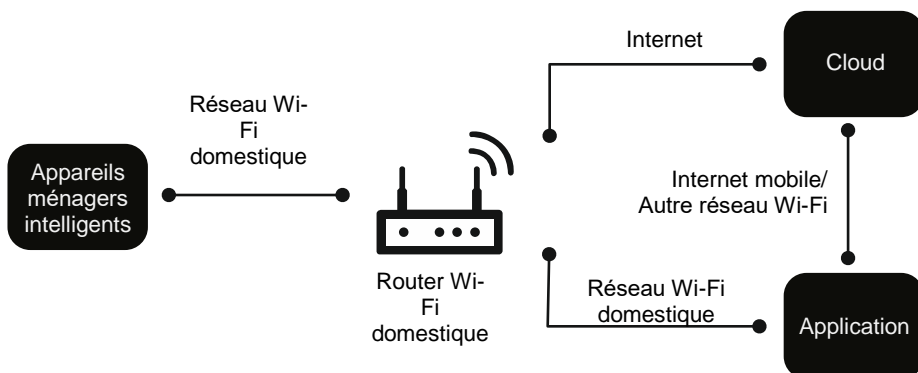 Appareils
ménagers
intelligents
Réseau Wi-
Fi
domestique
Router Wi-
Fi
domestique
Internet
Cloud
Internet mobile/
Autre réseau Wi-Fi
Réseau Wi-Fi
domestique
Application